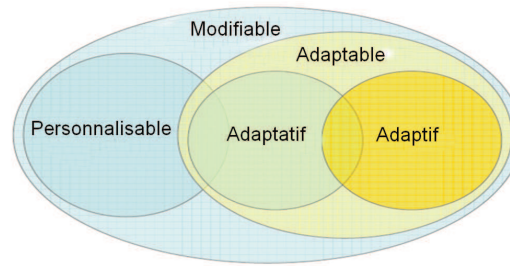 Modifiable
Adaptable
Personnalisable
Adaptatif
Adaptif